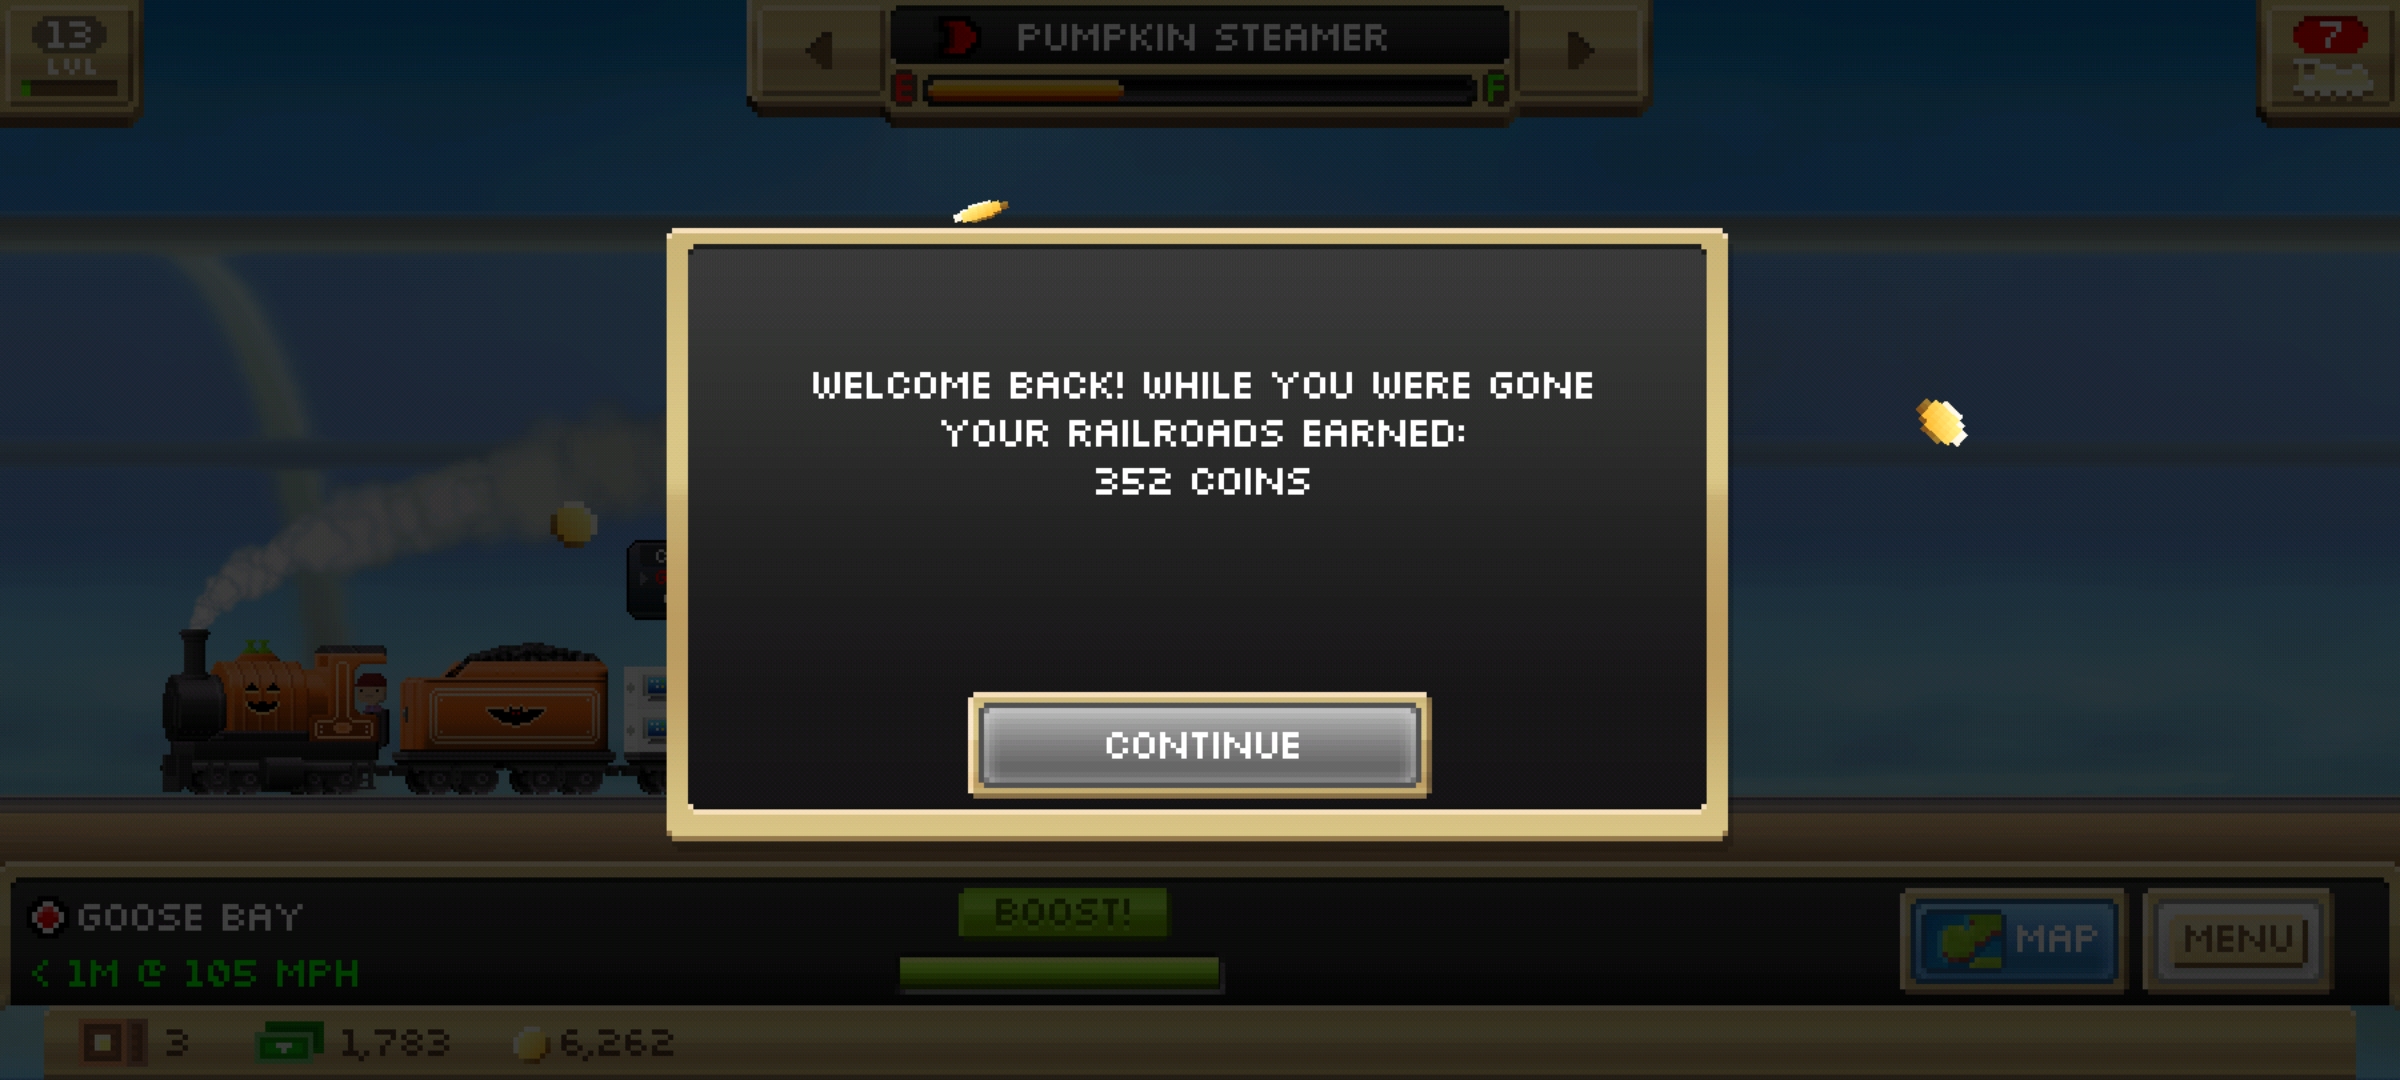 13
LVL
PUMPKIN STEAMER
E F
7
WELCOME BACK! WHILE YOU WERE GONE
YOUR RAILROADS EARNED:
352 COINS
CONTINUE
GOOSE BAY
< 1M @ 105 MPH
BOOST!
MAP
MENU
3 1,783 6,262